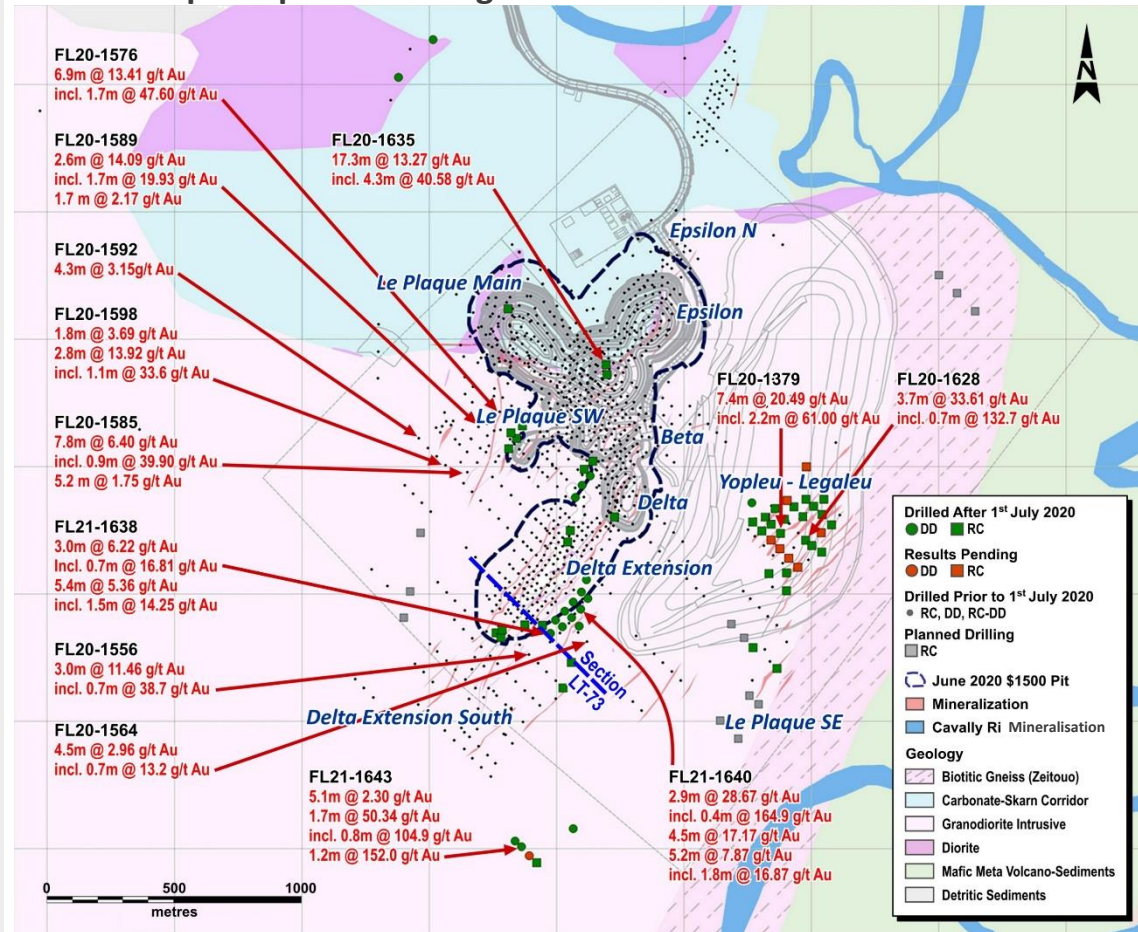 N
FL20-1576
6.9m @ 13.41 g/t Au
incl. 1.7m @ 47.60 g/t Au
FL20-1589
2.6m @ 14.09 g/t Au
incl. 1.7m @ 19.93 g/t Au
1.7 m @ 2.17 g/t Au
FL20-1592
4.3m @ 3.15g/t Au
FL20-1598
1.8m @ 3.69 g/t Au
2.8m @ 13.92 g/t Au
incl. 1.1m @ 33.6 g/t Au
FL20-1585
7.8m @ 6.40 g/t Au
incl. 0.9m @ 39.90 g/t Au
5.2 m @ 1.75 g/t Au
FL21-1638
3.0m @ 6.22 g/t Au
Incl. 0.7m @ 16.81 g/t Au
5.4m @ 5.36 g/t Au
incl. 1.5m @ 14.25 g/t Au
FL20-1556
3.0m @ 11.46 g/t Au
incl. 0.7m @ 38.7 g/t Au
FL20-1564
4.5m @ 2.96 g/t Au
incl. 0.7m @ 13.2 g/t Au
FL20-1635
17.3m @ 13.27 g/t Au
incl. 4.3m @ 40.58 g/t Au
Epsilon N
Le Plaque Main
Epsilon
Le Plaque SW
Beta
Delta
Delta Extension
Section
LT-73
Delta Extension South
FL20-1379
7.4m @ 20.49 g/t Au
incl. 2.2m @ 61.00 g/t Au
FL20-1628
3.7m @ 33.61 g/t Au
incl. 0.7m @ 132.7 g/t Au
Yopleu - Legaleu
Le Plaque SE
FL21-1643
5.1m @ 2.30 g/t Au
1.7m @ 50.34 g/t Au
incl. 0.8m @ 104.9 g/t Au
1.2m @ 152.0 g/t Au
FL21-1640
2.9m @ 28.67 g/t Au
incl. 0.4m @ 164.9 g/t Au
4.5m @ 17.17 g/t Au
5.2m @ 7.87 g/t Au
incl. 1.8m @ 16.87 g/t Au
Drilled After 1st July 2020
DD RC
Results Pending
DD RC
Drilled Prior to 1st July 2020
RC, DD, RC-DD
Planned Drilling
RC
June 2020 $1500 Pit
Mineralization
Cavally Ri Mineralisation
Geology
Biotitic Gneiss (Zeitouo)
Carbonate-Skarn Corridor
Granodiorite Intrusive
Diorite
Mafic Meta Volcano-Sediments
Detritic Sediments
0 500 1000
metres